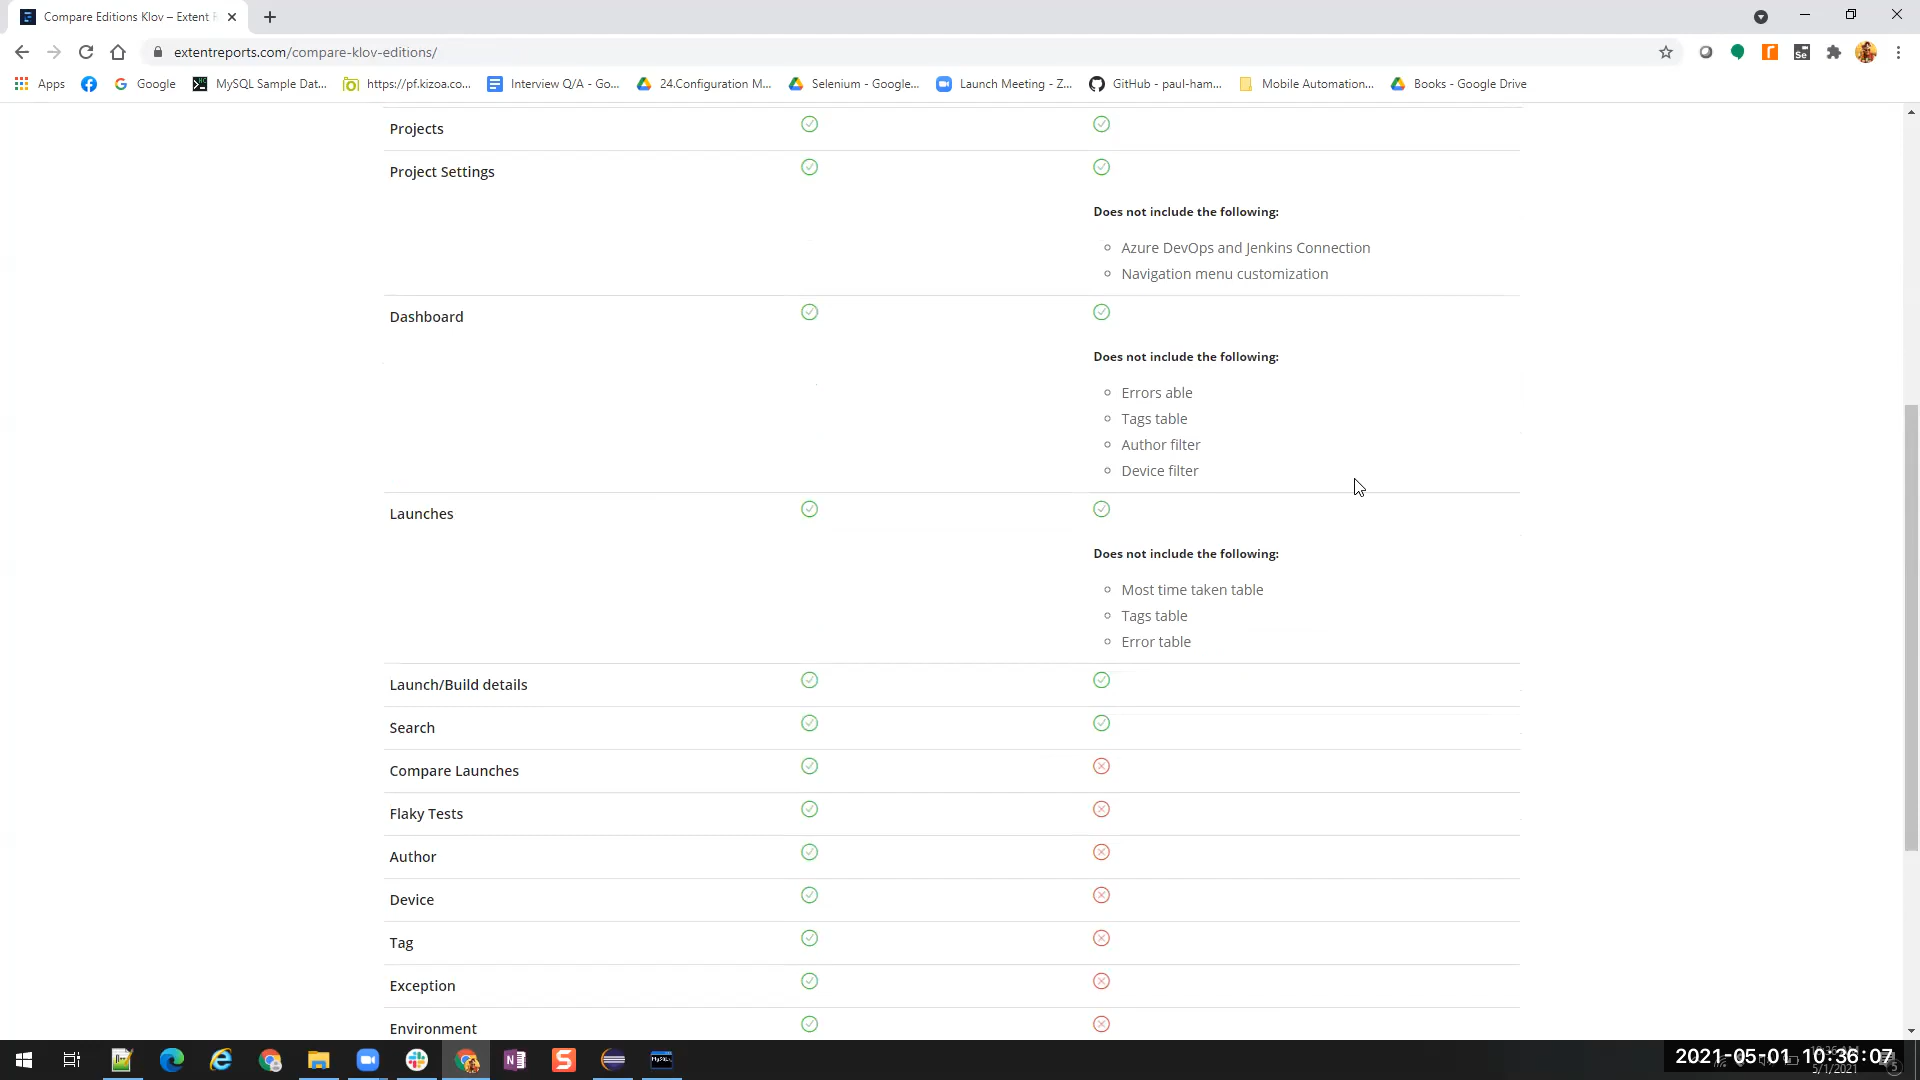 Compare Editions Klov – Extent R
extentreports.com/compare-klov-editions/
Apps
Google
MySQL Sample Dat...
https://pf.kizoa.co...
Interview Q/A - Go...
24.Configuration M...
Selenium - Google...
Launch Meeting - Z...
GitHub - paul-ham...
Mobile Automation...
Books - Google Drive
Projects
Project Settings
Does not include the following:
Azure DevOps and Jenkins Connection
Navigation menu customization
Dashboard
Does not include the following:
Errors able
Tags table
Author filter
Device filter
Launches
Does not include the following:
Most time taken table
Tags table
Error table
Launch/Build details
Search
Compare Launches
Flaky Tests
Author
Device
Tag
Exception
Environment
2021-05-01 10:36:07
5/1/2021